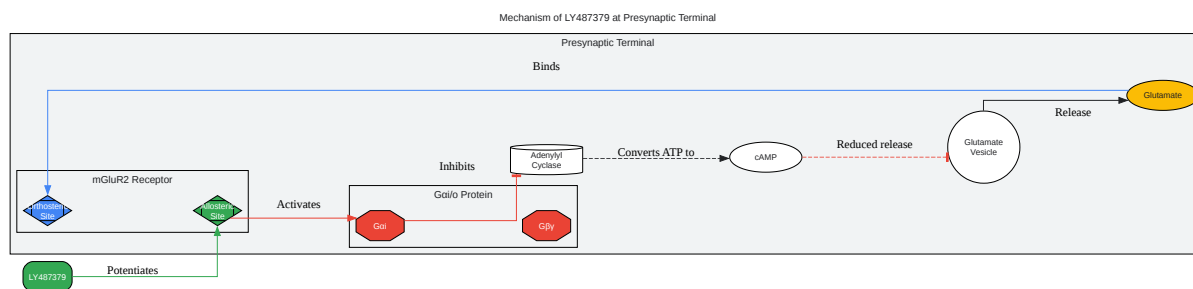 Mechanism of LY487379 at Presynaptic Terminal
Presynaptic Terminal
Binds
Glutamate
Release
Glutamate
Vesicle
Adenylyl
Cyclase
Converts ATP to
cAMP
Reduced release
Inhibits
mGluR2 Receptor
Orthosteric
Site
Allosteric
Site
Activates
Gαi/o Protein
Gαi
Gβγ
LY487379
Potentiates